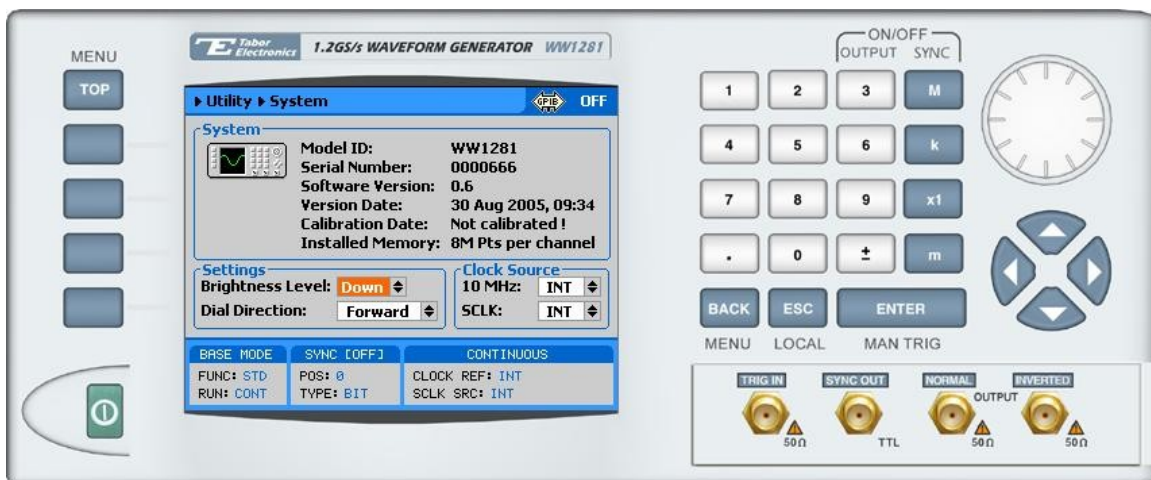 MENU
TOP
TE Tabor Electronics 1.2GS/s WAVEFORM GENERATOR WW1281
Utility System GPIB OFF
System
Model ID: WW1281
Serial Number: 0000666
Software Version: 0.6
Version Date: 30 Aug 2005, 09:34
Calibration Date: Not calibrated !
Installed Memory: 8M Pts per channel
Settings
Brightness Level: Down
Dial Direction: Forward
Clock Source
10 MHz: INT
SCLK: INT
BASE MODE
FUNC: STD
RUN: CONT
SYNC [OFF]
POS: 0
TYPE: BIT
CONTINUOUS
CLOCK REF: INT
SCLK SRC: INT
ON/OFF
OUTPUT SYNC
1 2 3 M
4 5 6 k
7 8 9 x1
. 0 ± m
BACK ESC ENTER
MENU LOCAL MAN TRIG
TRIG IN SYNC OUT NORMAL INVERTED
OUTPUT
50Ω TTL 50Ω 50Ω